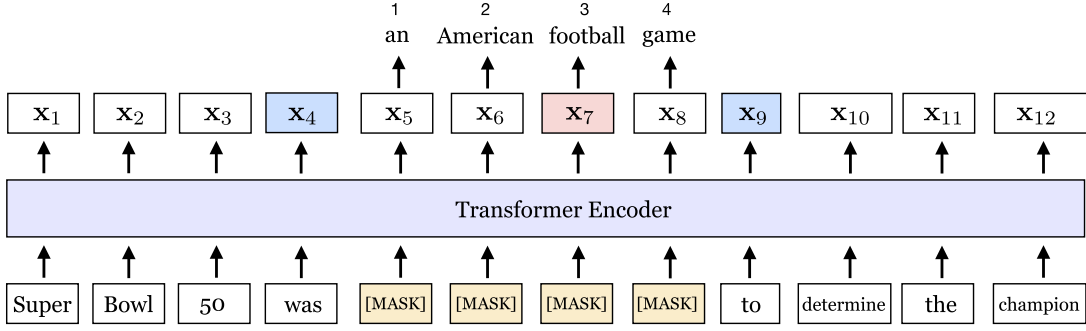 1 2 3 4
an American football game
x1 x2 x3 x4 x5 x6 x7 x8 x9 x10 x11 x12
Transformer Encoder
Super Bowl 50 was [MASK] [MASK] [MASK] [MASK] to determine the champion